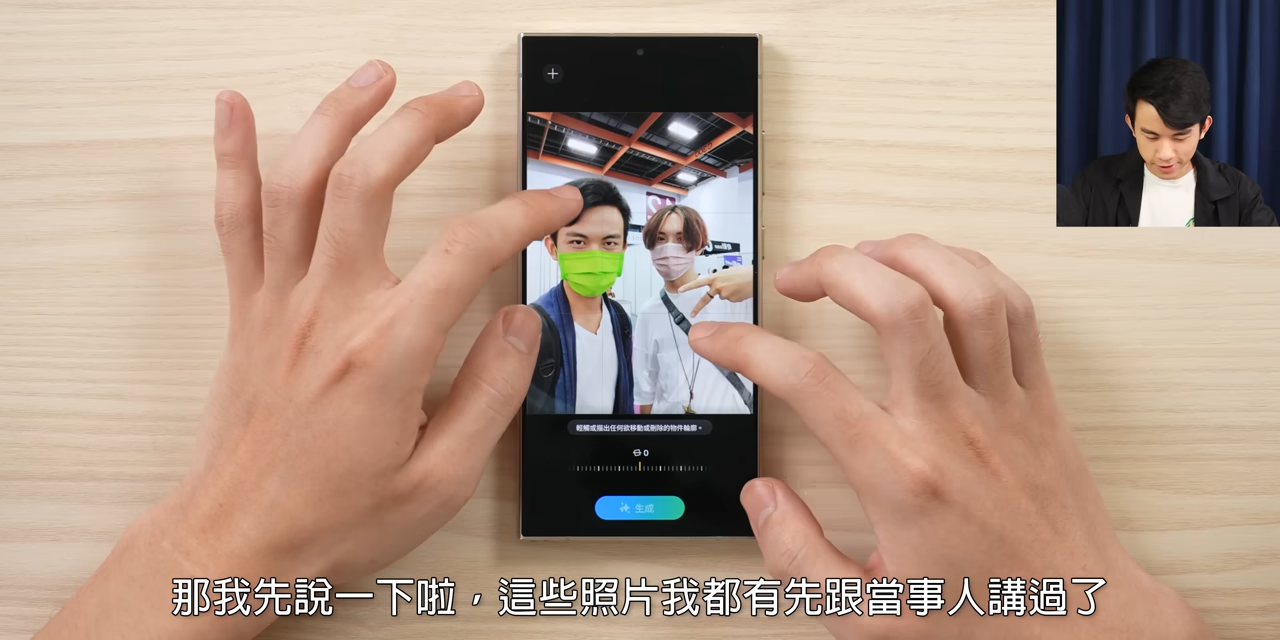 輕觸或描出任何欲移動或刪除的物件輪廓。
0
生成
那我先說一下啦，這些照片我都有先跟當事人講過了